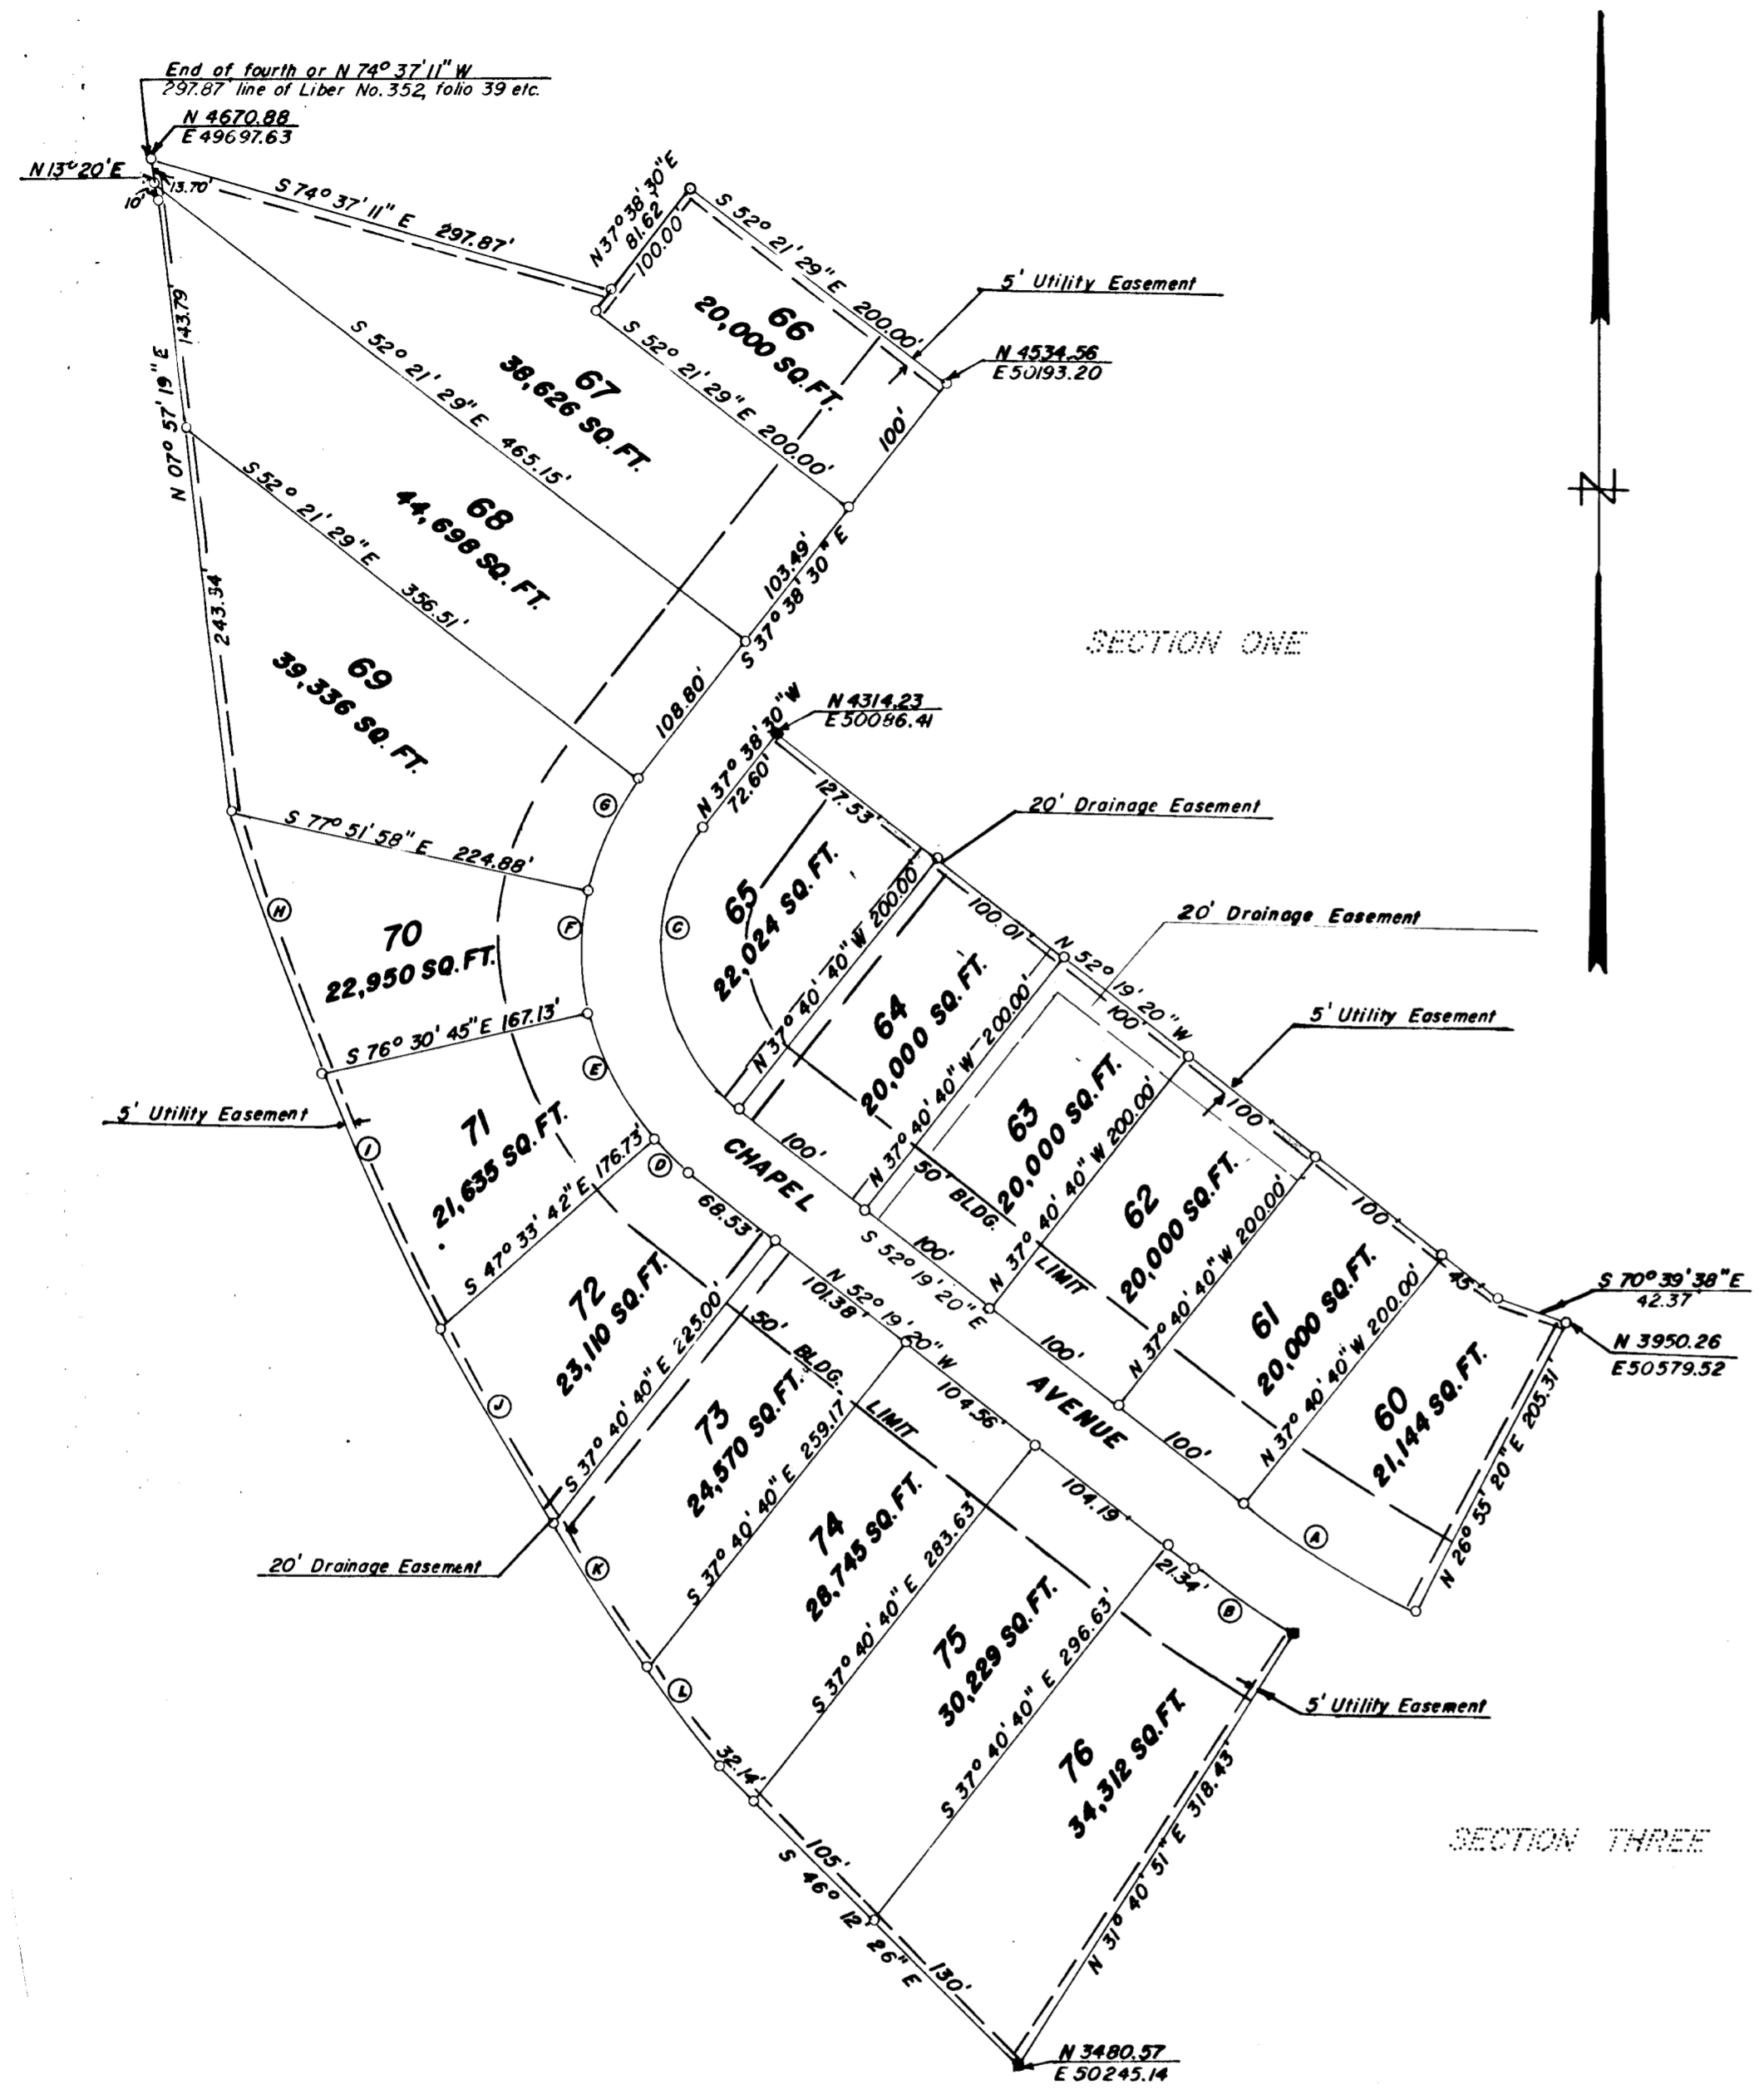 End of fourth or N 74° 37' 11" W
297.87' line of Liber No. 352, folio 39 etc.
N 4670.88
E 49697.63
N 13° 20' E
13.70'
10'
S 74° 37' 11" E 297.87'
N 37° 38' 30" E
81.62'
100.00'
S 52° 21' 29" E 200.00'
5' Utility Easement
66
20,000 SQ. FT.
N 4534.56
E 50193.20
100'
S 52° 21' 29" E 200.00'
67
38,626 SQ. FT.
S 52° 21' 29" E 465.15'
143.79'
N 07° 57' 19" E
68
44,698 SQ. FT.
103.49'
S 37° 38' 30" E
S 52° 21' 29" E 356.51'
243.94'
SECTION ONE
69
39,336 SQ. FT.
108.80'
N 37° 38' 30" W
72.60'
N 4314.23
E 50086.41
G
127.53'
20' Drainage Easement
S 77° 51' 58" E 224.88'
65
22,024 SQ. FT.
N 37° 40' 40" W 200.00'
H
F
C
70
22,950 SQ. FT.
100.01'
20' Drainage Easement
N 52° 19' 20" W
S 76° 30' 45" E 167.13'
64
20,000 SQ. FT.
N 37° 40' 40" W 200.00'
100'
5' Utility Easement
E
5' Utility Easement
71
21,635 SQ. FT.
I
S 47° 33' 42" E 176.73'
D
CHAPEL
100'
63
20,000 SQ. FT.
N 37° 40' 40" W 200.00'
100'
50' BLDG.
LIMIT
68.53'
62
20,000 SQ. FT.
N 37° 40' 40" W 200.00'
100
100'
S 52° 19' 20" E
72
23,110 SQ. FT.
S 37° 40' 40" E 225.00'
N 52° 19' 20" W
101.38'
45'
S 70° 39' 38" E
42.37'
N 3950.26
E 50579.52
61
20,000 SQ. FT.
N 37° 40' 40" W 200.00'
50' BLDG.
LIMIT
100'
AVENUE
J
73
24,570 SQ. FT.
S 37° 40' 40" E 259.17'
104.56'
60
21,144 SQ. FT.
N 26° 55' 20" E 205.31'
100'
A
20' Drainage Easement
K
74
28,745 SQ. FT.
S 37° 40' 40" E 283.63'
104.19
21.34'
B
75
30,229 SQ. FT.
S 37° 40' 40" E 296.63'
L
5' Utility Easement
32.14'
76
34,312 SQ. FT.
N 31° 40' 51" E 318.43'
SECTION THREE
105'
S 46° 12' 26" E
130'
N 3480.57
E 50245.14
N